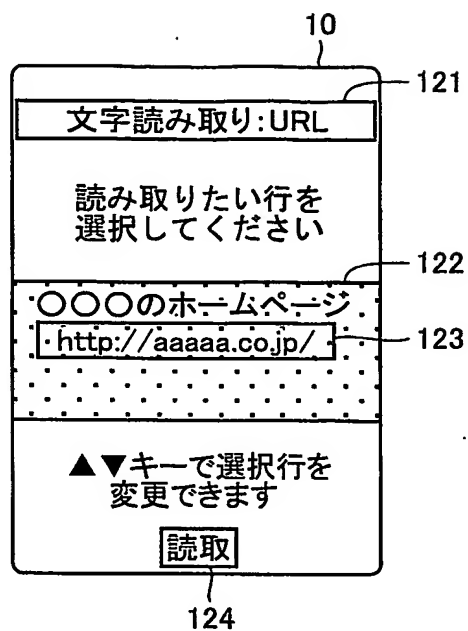 10
121
文字読み取り:URL
読み取りたい行を
選択してください
122
○○○のホームページ
http://aaaaa.co.jp/
123
▲▼キーで選択行を
変更できます
読取
124